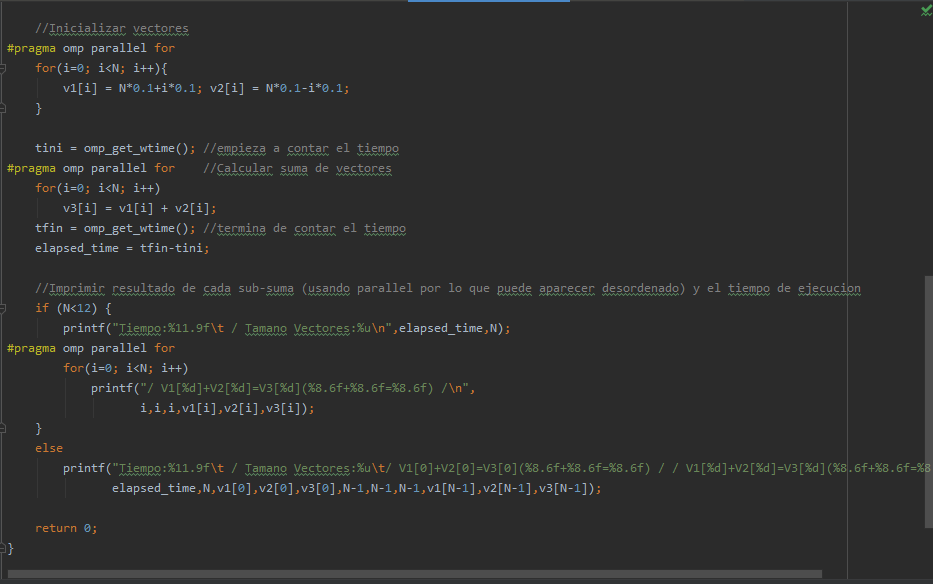 //Inicializar vectores
#pragma omp parallel for
for(i=0; i<N; i++){
v1[i] = N*0.1+i*0.1; v2[i] = N*0.1-i*0.1;
}
tini = omp_get_wtime(); //empieza a contar el tiempo
#pragma omp parallel for //Calcular suma de vectores
for(i=0; i<N; i++)
v3[i] = v1[i] + v2[i];
tfin = omp_get_wtime(); //termina de contar el tiempo
elapsed_time = tfin-tini;
//Imprimir resultado de cada sub-suma (usando parallel por lo que puede aparecer desordenado) y el tiempo de ejecucion
if (N<12) {
printf("Tiempo:%11.9f\t / Tamano Vectores:%u\n",elapsed_time,N);
#pragma omp parallel for
for(i=0; i<N; i++)
printf("/ V1[%d]+V2[%d]=V3[%d](%8.6f+%8.6f=%8.6f) /\n",
i,i,i,v1[i],v2[i],v3[i]);
}
else
printf("Tiempo:%11.9f\t / Tamano Vectores:%u\t/ V1[0]+V2[0]=V3[0](%8.6f+%8.6f=%8.6f) / / V1[%d]+V2[%d]=V3[%d](%8.6f+%8.6f=%8
elapsed_time,N,v1[0],v2[0],v3[0],N-1,N-1,N-1,v1[N-1],v2[N-1],v3[N-1]);
return 0;
}